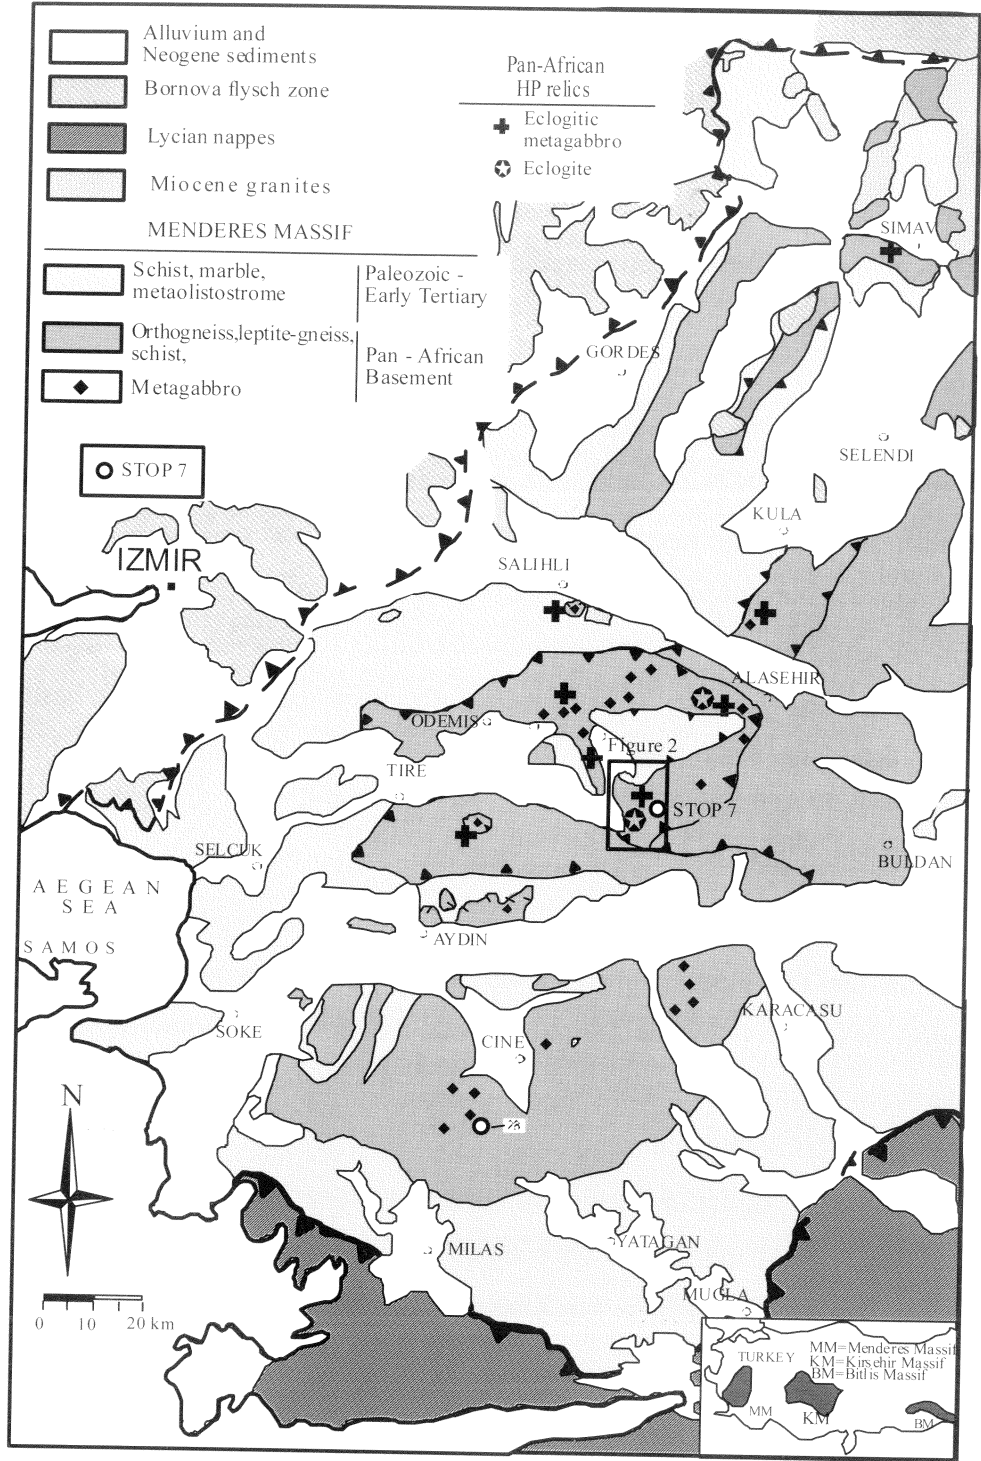 Alluvium and
Neogene sediments
Bornova flysch zone
Lycian nappes
Miocene granites
MENDERES MASSIF
Schist, marble,
metaolistostrome
Paleozoic -
Early Tertiary
Orthogneiss,leptite-gneiss,
schist,
Pan - African
Basement
Metagabbro
Pan-African
HP relics
Eclogitic
metagabbro
Eclogite
STOP 7
SIMAV
GORDES
SELENDI
KULA
IZMIR
SALIHLI
ALASEHIR
ODEMIS
Figure 2
TIRE
STOP 7
SELCUK
BULDAN
AEGEAN
SEA
AYDIN
SAMOS
KARACASU
SOKE
CINE
28
N
MILAS
YATAGAN
MUGLA
0 10 20 km
TURKEY
MM=Menderes Massif
KM=Kirsehir Massif
BM=Bitlis Massif
MM
KM
BM